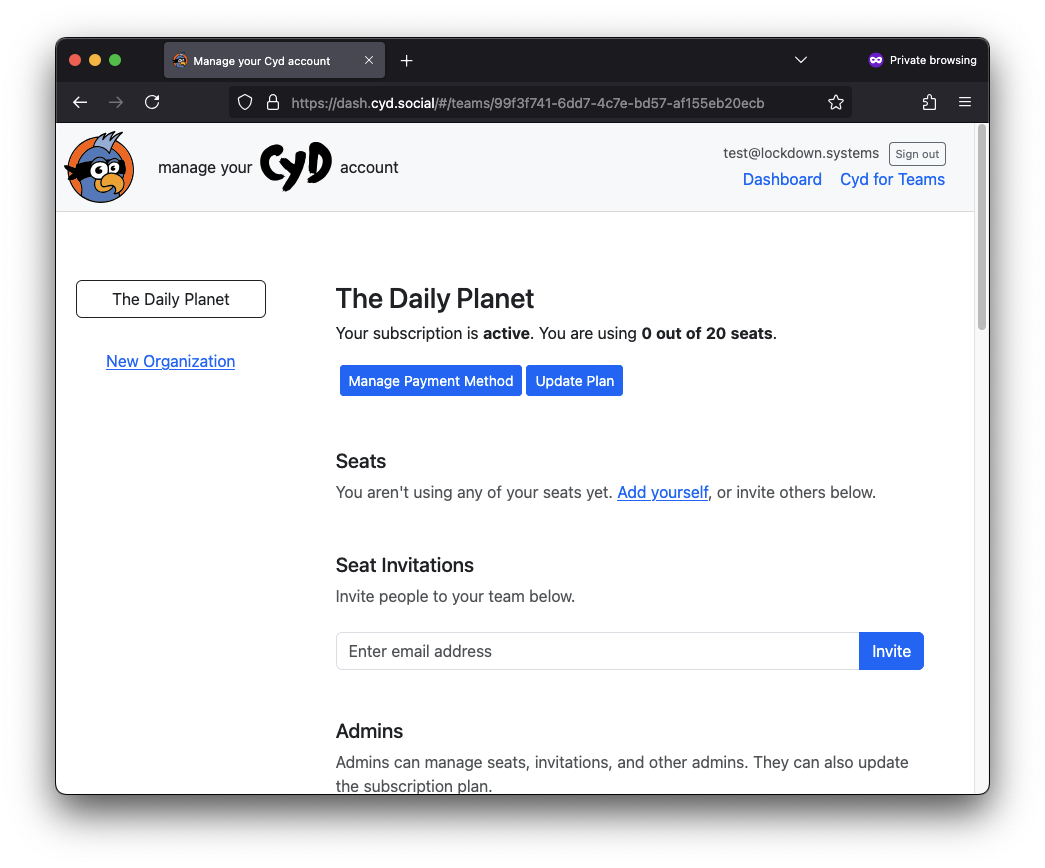 Manage your Cyd account
Private browsing
https://dash.cyd.social/#/teams/99f3f741-6dd7-4c7e-bd57-af155eb20ecb
manage your CYD account
test@lockdown.systems Sign out
Dashboard Cyd for Teams
The Daily Planet
New Organization
The Daily Planet
Your subscription is active. You are using 0 out of 20 seats.
Manage Payment Method Update Plan
Seats
You aren't using any of your seats yet. Add yourself, or invite others below.
Seat Invitations
Invite people to your team below.
Enter email address Invite
Admins
Admins can manage seats, invitations, and other admins. They can also update
the subscription plan.